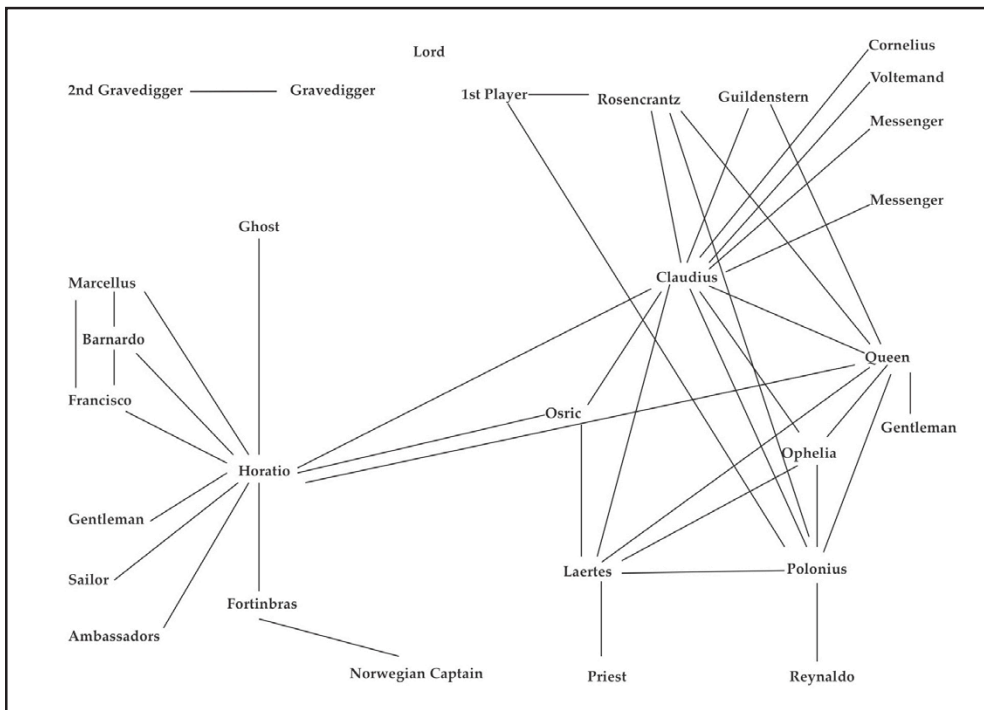 Lord
Cornelius
Voltemand
2nd Gravedigger
Gravedigger
1st Player
Rosencrantz
Guildenstern
Messenger
Messenger
Ghost
Marcellus
Claudius
Barnardo
Queen
Francisco
Osric
Gentleman
Ophelia
Horatio
Gentleman
Laertes
Polonius
Sailor
Fortinbras
Ambassadors
Norwegian Captain
Priest
Reynaldo